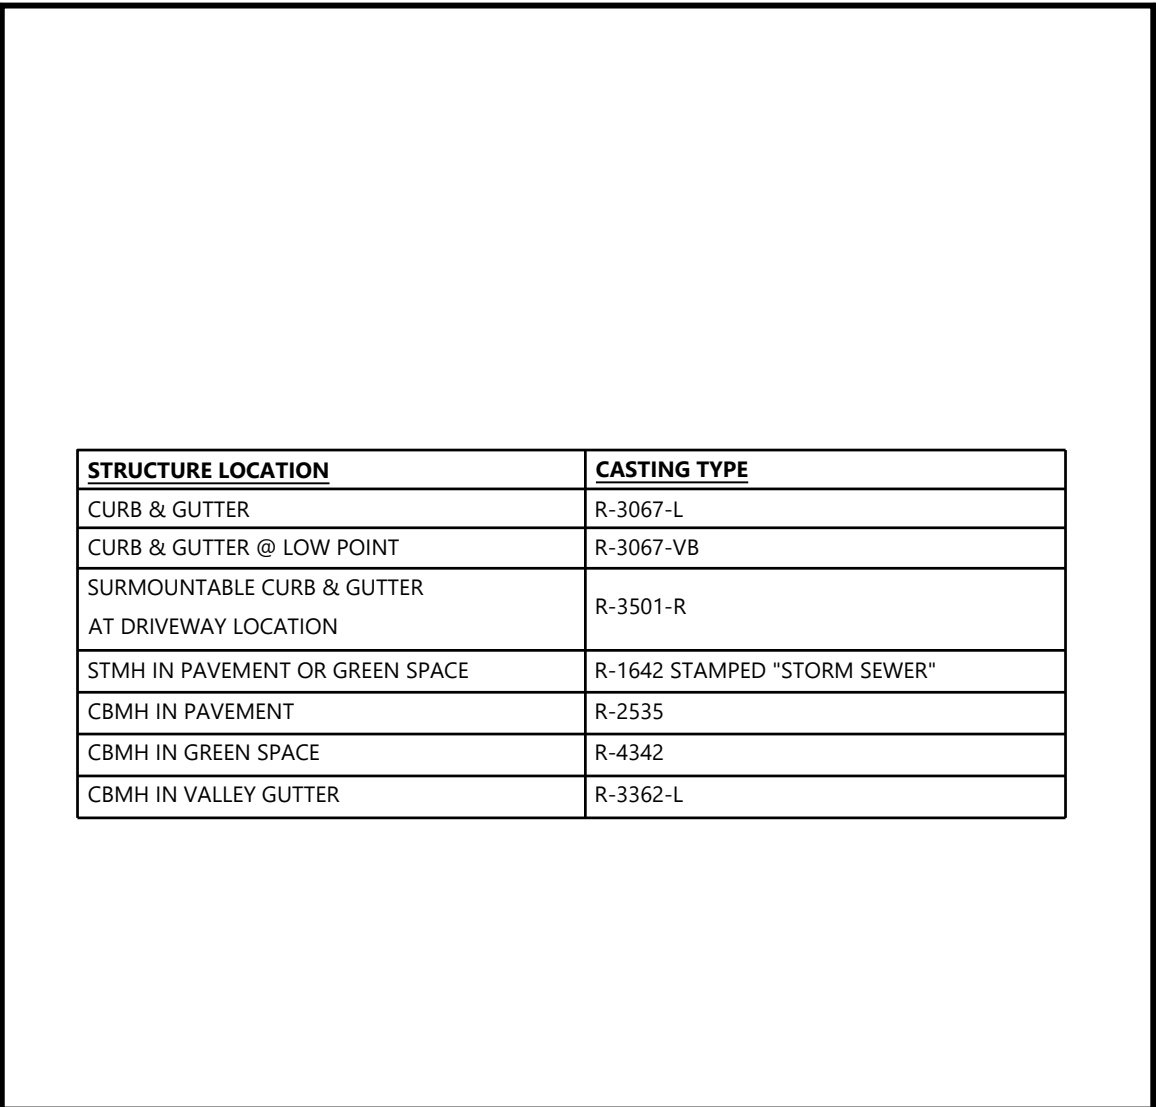 STRUCTURE LOCATION CASTING TYPE
CURB & GUTTER R-3067-L
CURB & GUTTER @ LOW POINT R-3067-VB
SURMOUNTABLE CURB & GUTTER
AT DRIVEWAY LOCATION
R-3501-R
STMH IN PAVEMENT OR GREEN SPACE R-1642 STAMPED "STORM SEWER"
CBMH IN PAVEMENT R-2535
CBMH IN GREEN SPACE R-4342
CBMH IN VALLEY GUTTER R-3362-L